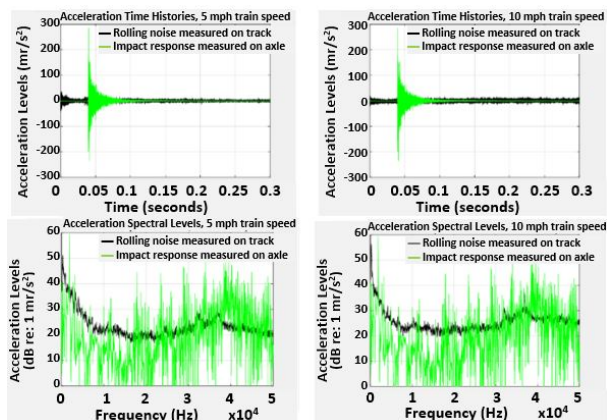 Acceleration Time Histories, 5 mph train speed
Rolling noise measured on track
Impact response measured on axle
Acceleration Levels (mr/s²)
300
200
100
0
-100
-200
-300
0 0.05 0.1 0.15 0.2 0.25 0.3
Time (seconds)
Acceleration Time Histories, 10 mph train speed
Rolling noise measured on track
Impact response measured on axle
Acceleration Levels (mr/s²)
300
200
100
0
-100
-200
-300
0 0.05 0.1 0.15 0.2 0.25 0.3
Time (seconds)
Acceleration Spectral Levels, 5 mph train speed
Rolling noise measured on track
Impact response measured on axle
Acceleration Levels
(dB re: 1 mr/s²)
60
50
40
30
20
10
0
0 1 2 3 4 5
Frequency (Hz) x10⁴
Acceleration Spectral Levels, 10 mph train speed
Rolling noise measured on track
Impact response measured on axle
Acceleration Levels
(dB re: 1 mr/s²)
60
50
40
30
20
10
0
0 1 2 3 4 5
Frequency (Hz) x10⁴